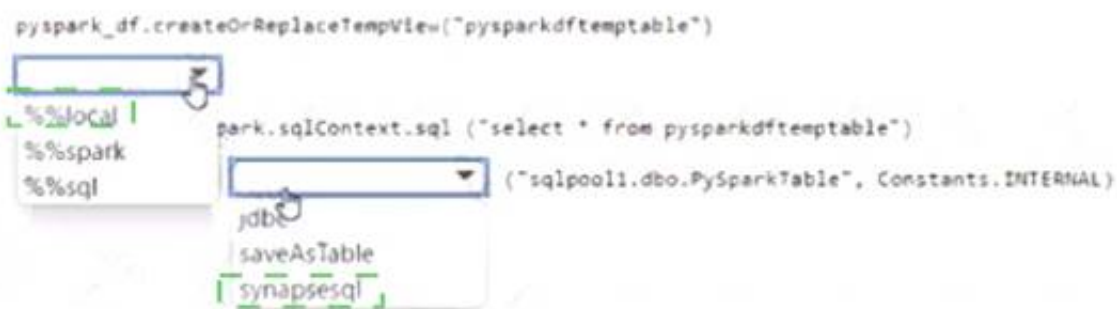 pyspark_df.createOrReplaceTempView("pysparkdftemptable")
%%local
park.sqlContext.sql ("select * from pysparkdftemptable")
%%spark
("sqlpool1.dbo.PySparkTable", Constants.INTERNAL)
%%sql
jdbc
saveAsTable
synapsesql